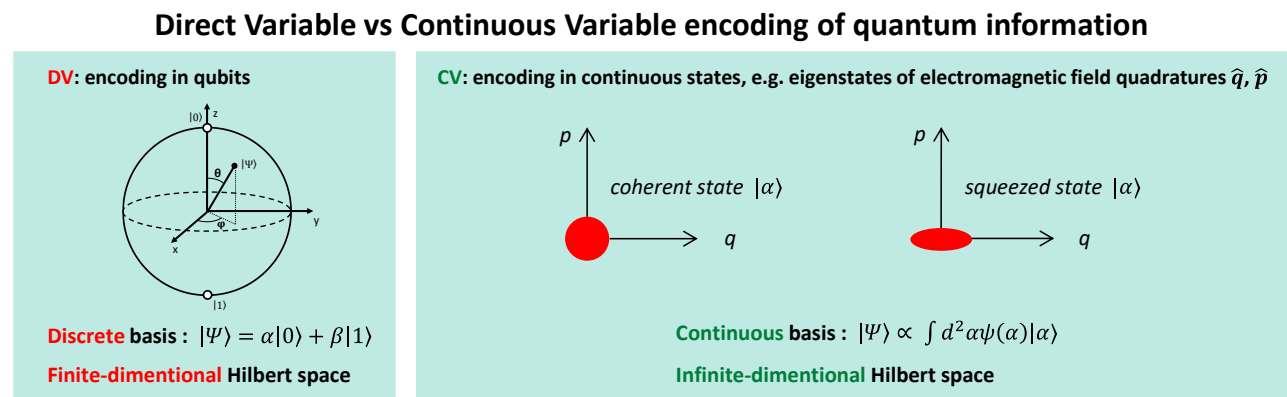 Direct Variable vs Continuous Variable encoding of quantum information
DV: encoding in qubits
|0⟩
z
θ
|Ψ⟩
y
φ
x
|1⟩
Discrete basis : |Ψ⟩ = α|0⟩ + β|1⟩
Finite-dimentional Hilbert space
CV: encoding in continuous states, e.g. eigenstates of electromagnetic field quadratures q̂, p̂
p
coherent state |α⟩
q
p
squeezed state |α⟩
q
Continuous basis : |Ψ⟩ ∝ ∫ d²αψ(α)|α⟩
Infinite-dimentional Hilbert space